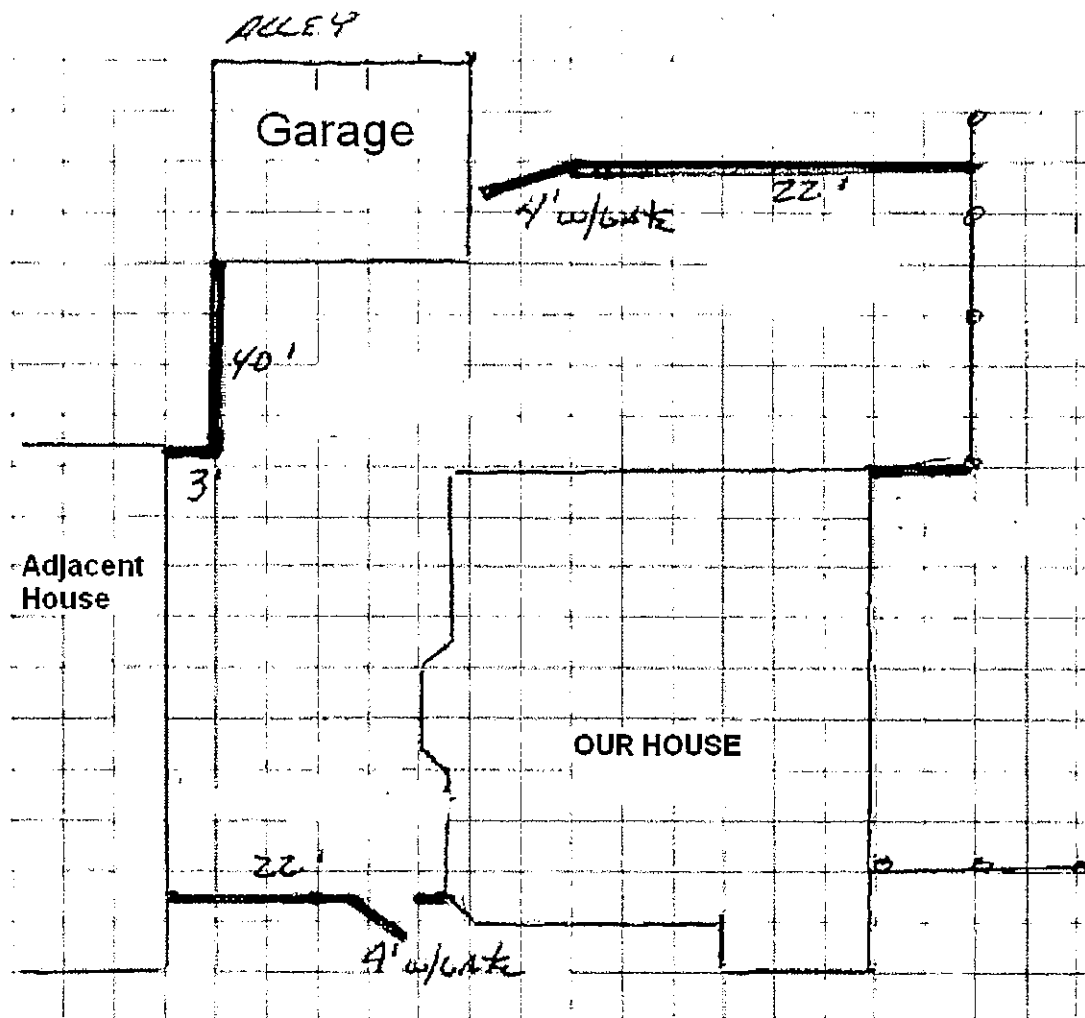 ALLEY
Garage
22'
4' w/GATE
40'
3'
Adjacent
House
OUR HOUSE
22'
4' w/GATE